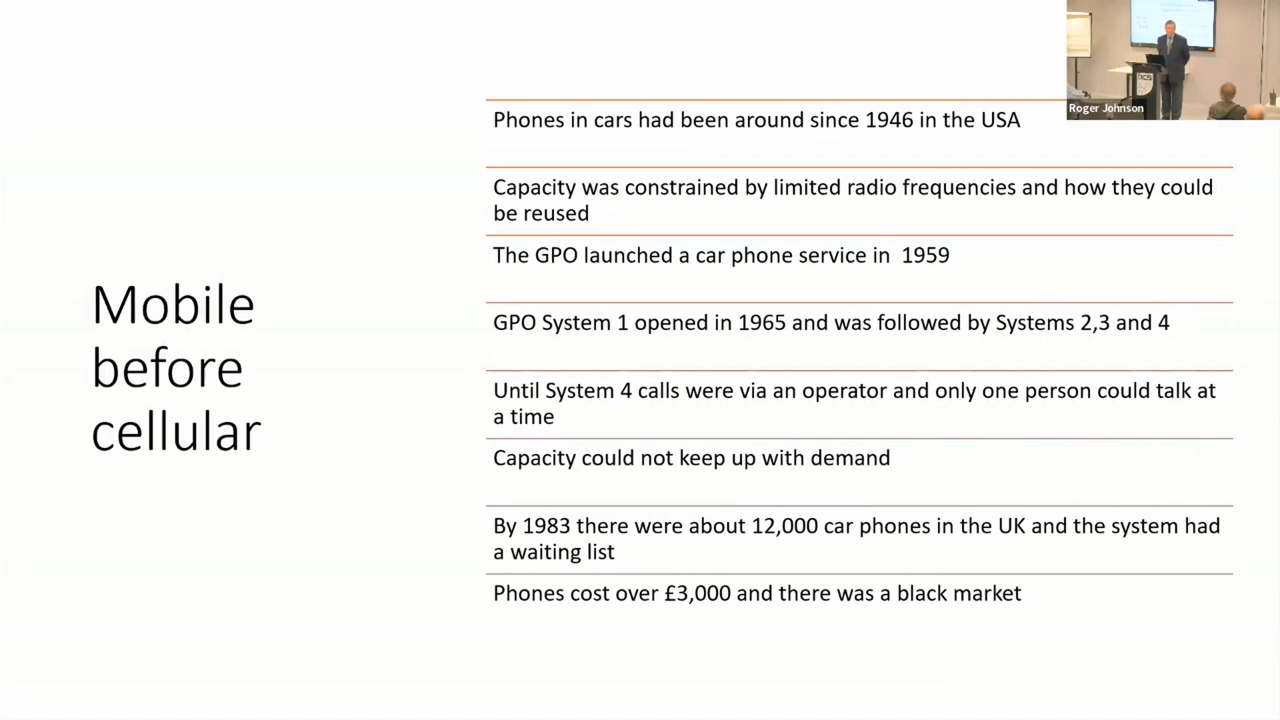 Mobile
before
cellular
Phones in cars had been around since 1946 in the USA
Capacity was constrained by limited radio frequencies and how they could
be reused
The GPO launched a car phone service in 1959
GPO System 1 opened in 1965 and was followed by Systems 2,3 and 4
Until System 4 calls were via an operator and only one person could talk at
a time
Capacity could not keep up with demand
By 1983 there were about 12,000 car phones in the UK and the system had
a waiting list
Phones cost over £3,000 and there was a black market
bcs
Roger Johnson